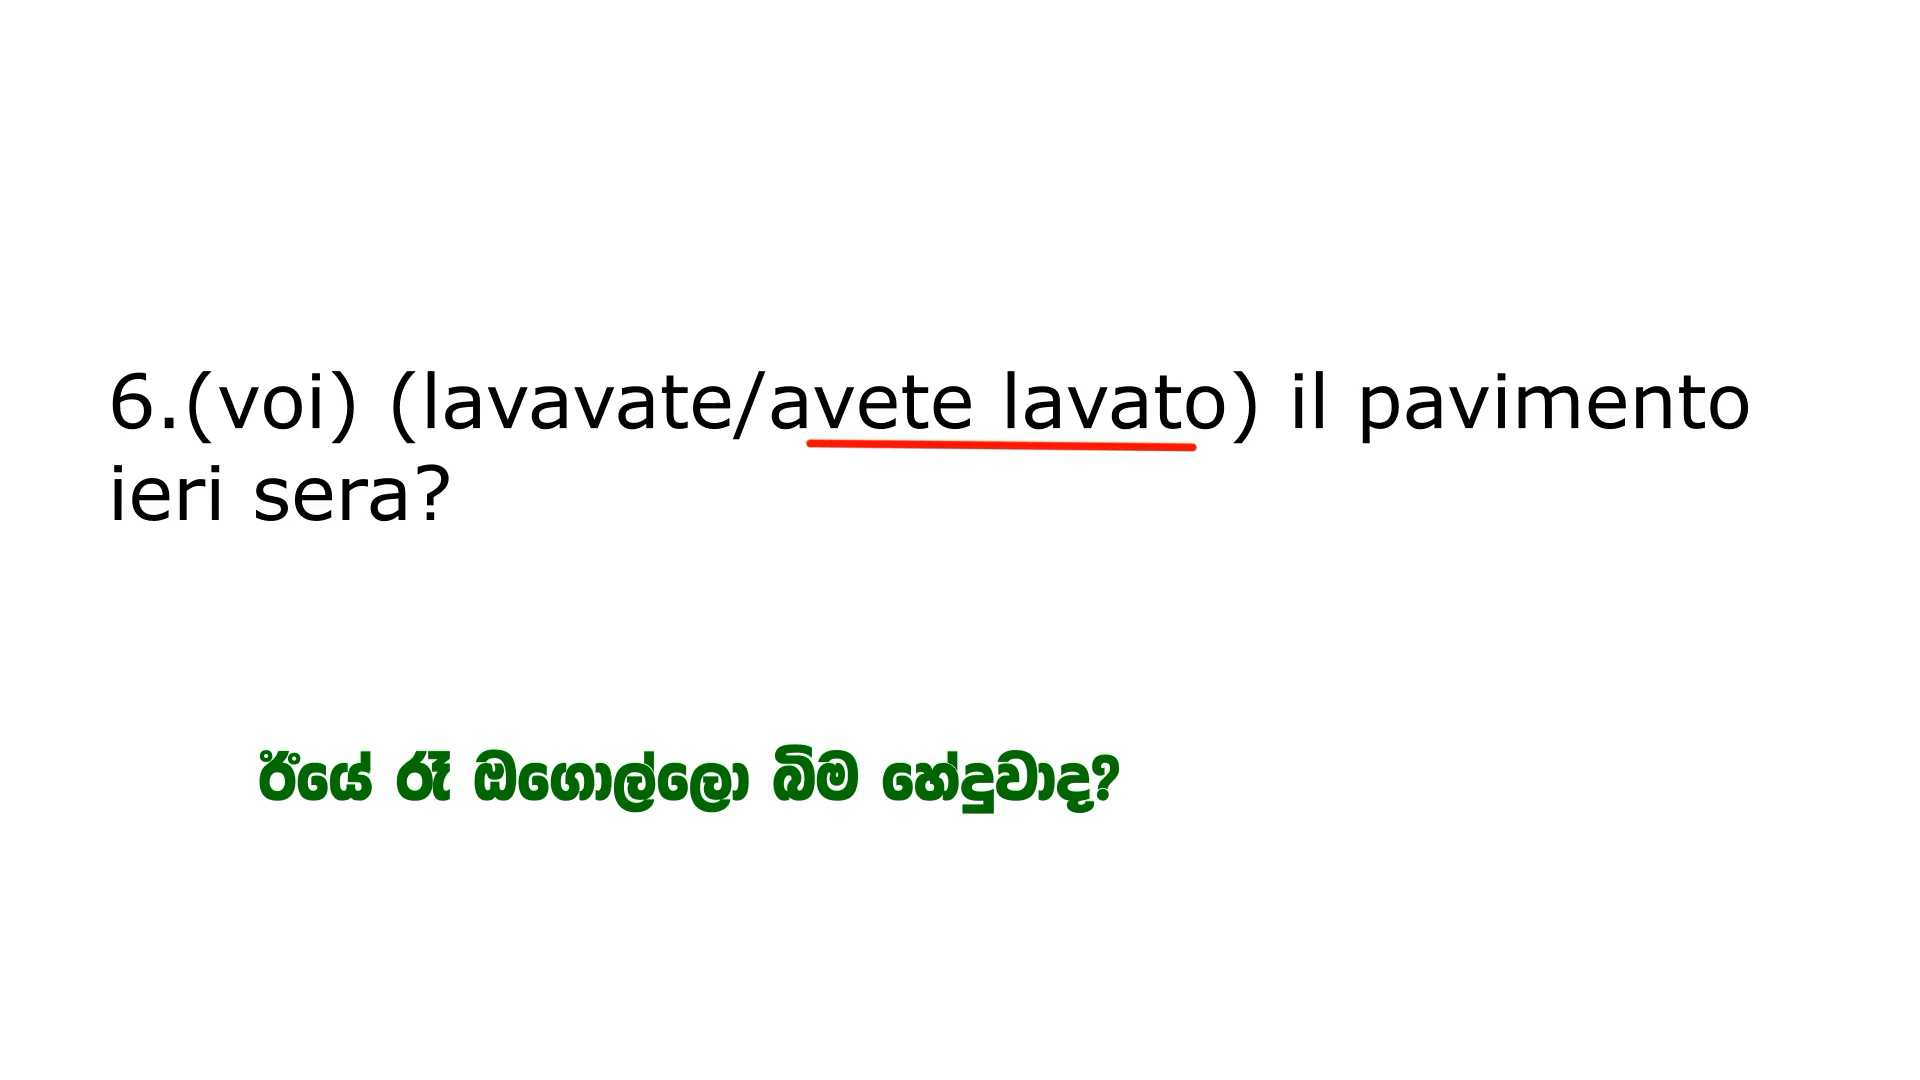 6.(voi) (lavavate/avete lavato) il pavimento
ieri sera?
ඊයේ රෑ ඔගොල්ලො බිම හේදුවාද?